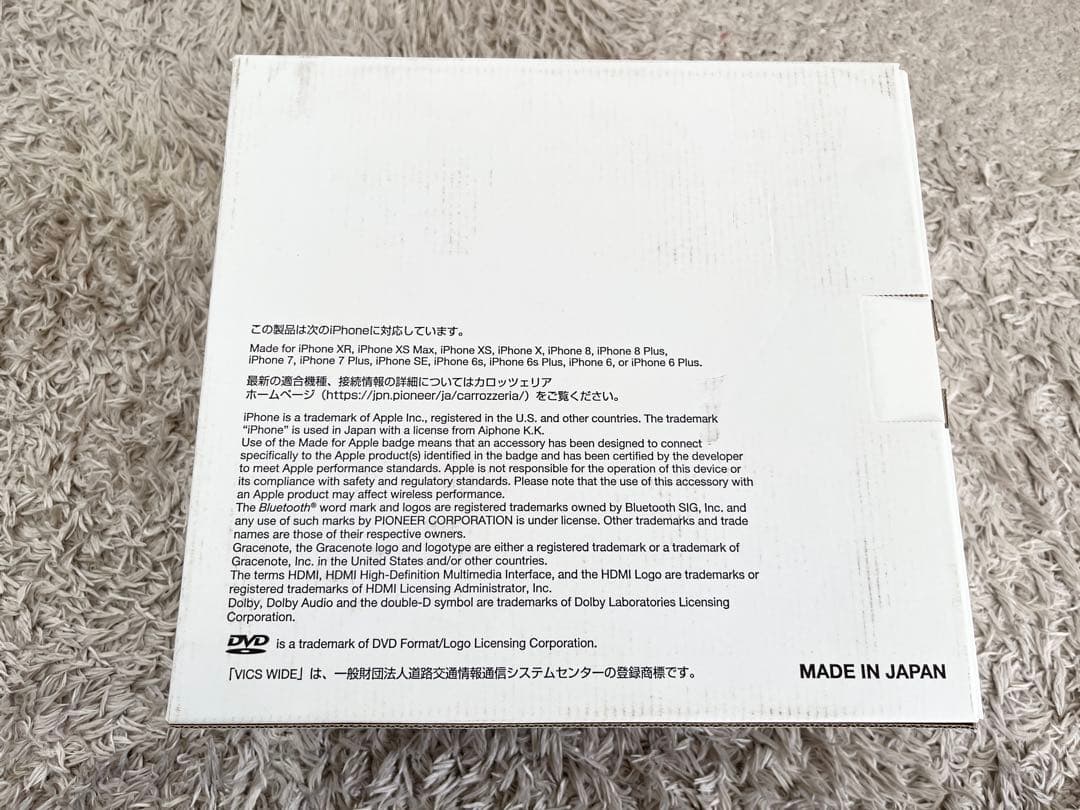 この製品は次のiPhoneに対応しています。
Made for iPhone XR, iPhone XS Max, iPhone XS, iPhone X, iPhone 8, iPhone 8 Plus,
iPhone 7, iPhone 7 Plus, iPhone SE, iPhone 6s, iPhone 6s Plus, iPhone 6, or iPhone 6 Plus.
最新の適合機種、接続情報の詳細についてはカロッツェリア
ホームページ（https://jpn.pioneer/ja/carrozzeria/）をご覧ください。
iPhone is a trademark of Apple Inc., registered in the U.S. and other countries. The trademark
“iPhone” is used in Japan with a license from Aiphone K.K.
Use of the Made for Apple badge means that an accessory has been designed to connect
specifically to the Apple product(s) identified in the badge and has been certified by the developer
to meet Apple performance standards. Apple is not responsible for the operation of this device or
its compliance with safety and regulatory standards. Please note that the use of this accessory with
an Apple product may affect wireless performance.
The Bluetooth® word mark and logos are registered trademarks owned by Bluetooth SIG, Inc. and
any use of such marks by PIONEER CORPORATION is under license. Other trademarks and trade
names are those of their respective owners.
Gracenote, the Gracenote logo and logotype are either a registered trademark or a trademark of
Gracenote, Inc. in the United States and/or other countries.
The terms HDMI, HDMI High-Definition Multimedia Interface, and the HDMI Logo are trademarks or
registered trademarks of HDMI Licensing Administrator, Inc.
Dolby, Dolby Audio and the double-D symbol are trademarks of Dolby Laboratories Licensing
Corporation.
DVD is a trademark of DVD Format/Logo Licensing Corporation.
「VICS WIDE」は、一般財団法人道路交通情報通信システムセンターの登録商標です。
MADE IN JAPAN